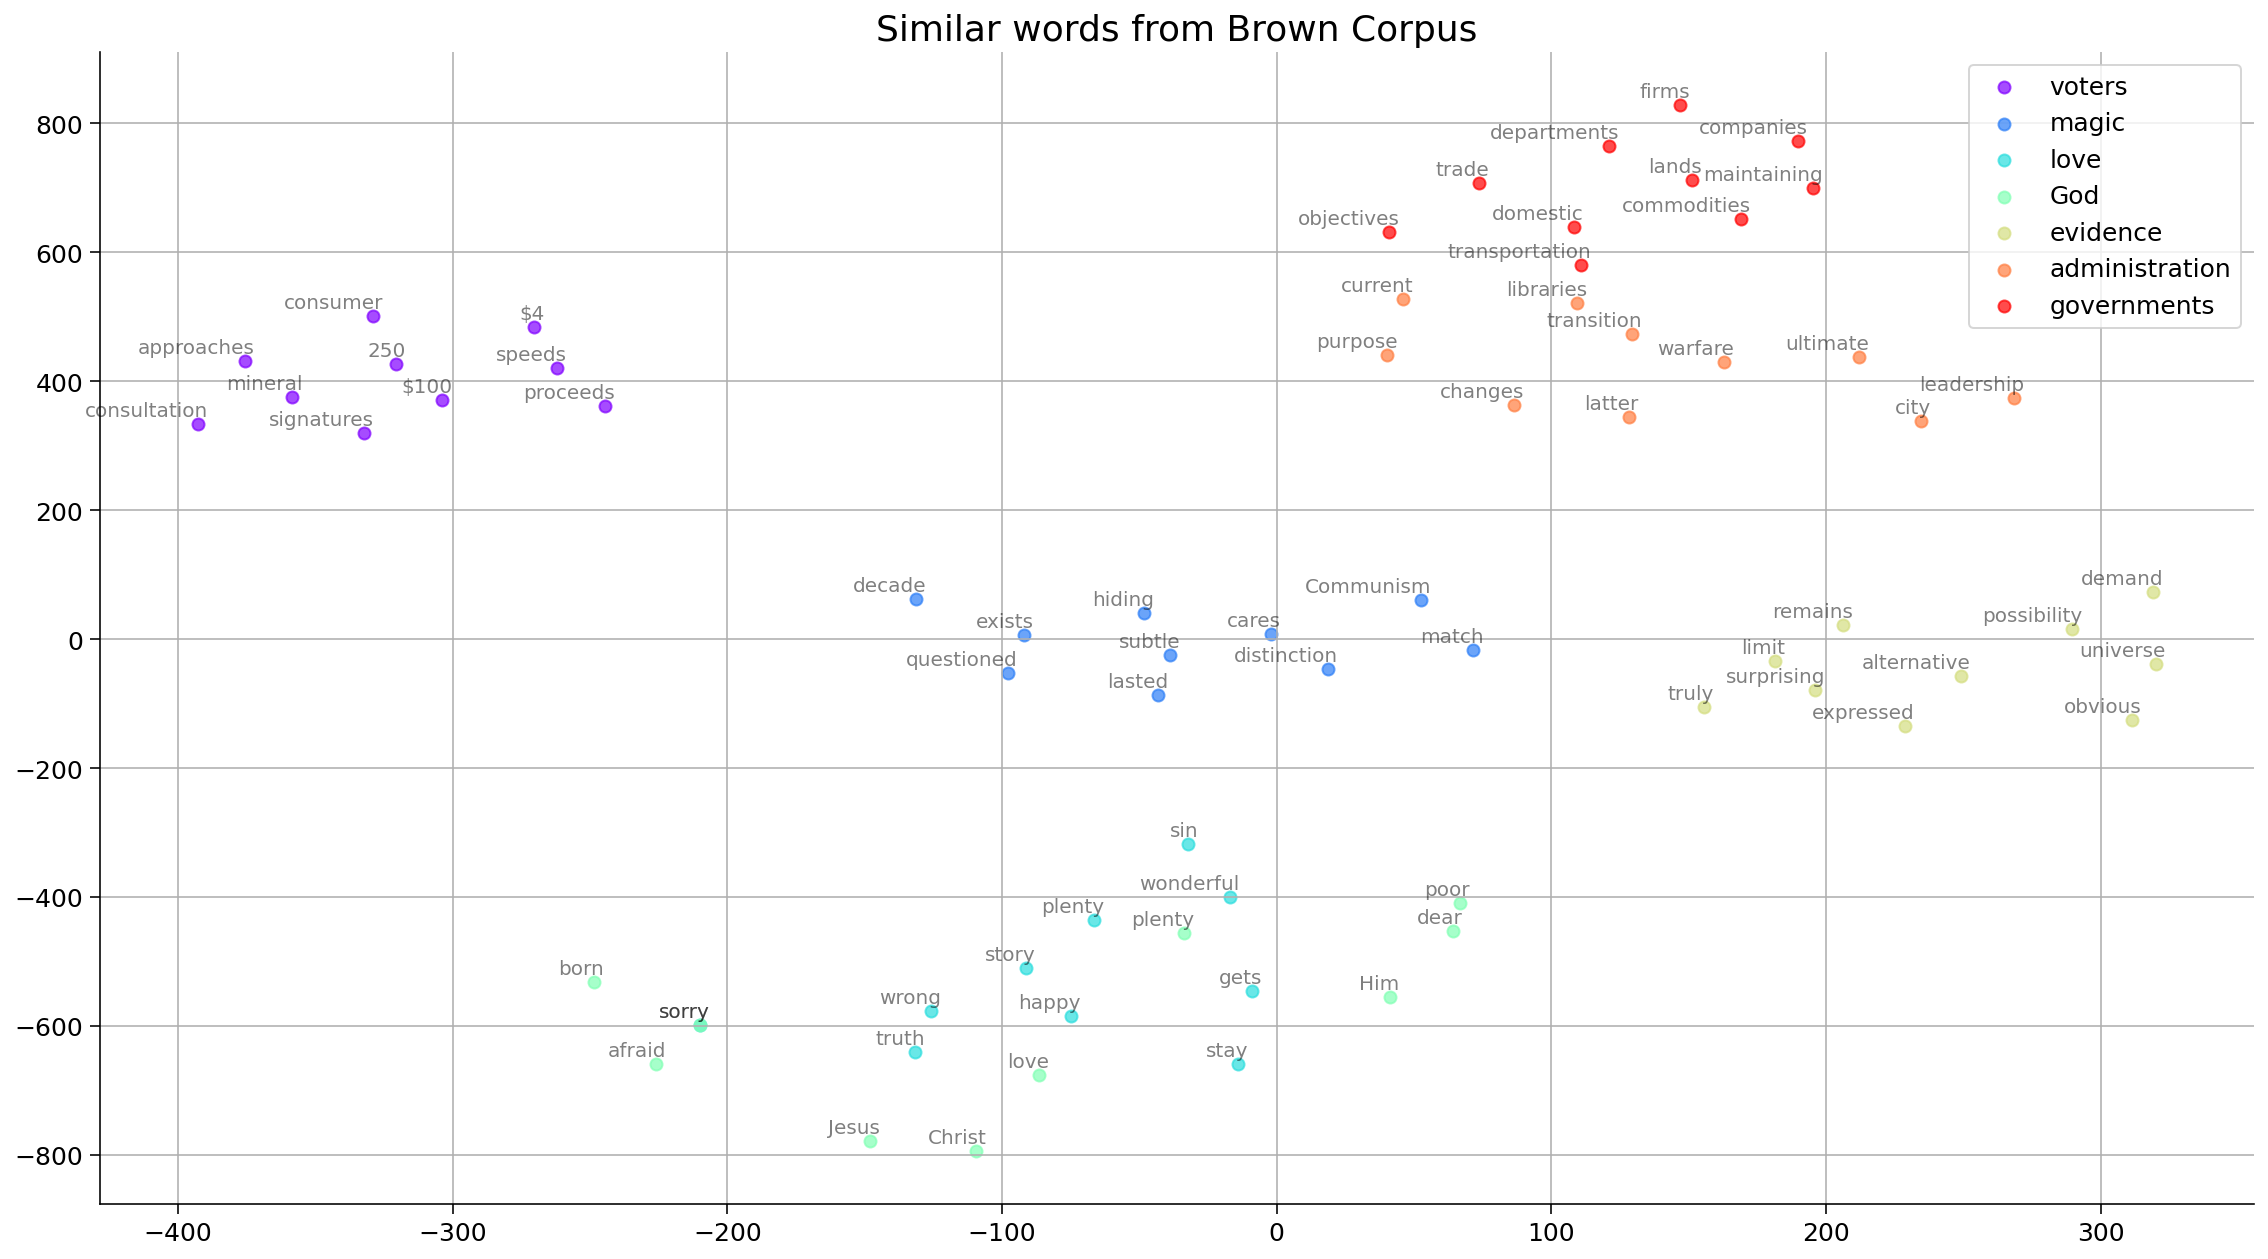 Similar words from Brown Corpus
voters
magic
love
God
evidence
administration
governments
firms
departments
companies
trade
lands
maintaining
commodities
objectives
domestic
transportation
current
libraries
transition
purpose
warfare
ultimate
changes
latter
leadership
city
consumer
$4
approaches
250
speeds
mineral
$100
proceeds
consultation
signatures
decade
hiding
Communism
exists
cares
subtle
match
questioned
distinction
lasted
demand
remains
possibility
limit
alternative
universe
surprising
truly
expressed
obvious
sin
wonderful
poor
plenty
plenty
dear
story
born
gets
Him
wrong
happy
sorry
truth
afraid
love
stay
Jesus
Christ
800
600
400
200
0
−200
−400
−600
−800
−400
−300
−200
−100
0
100
200
300